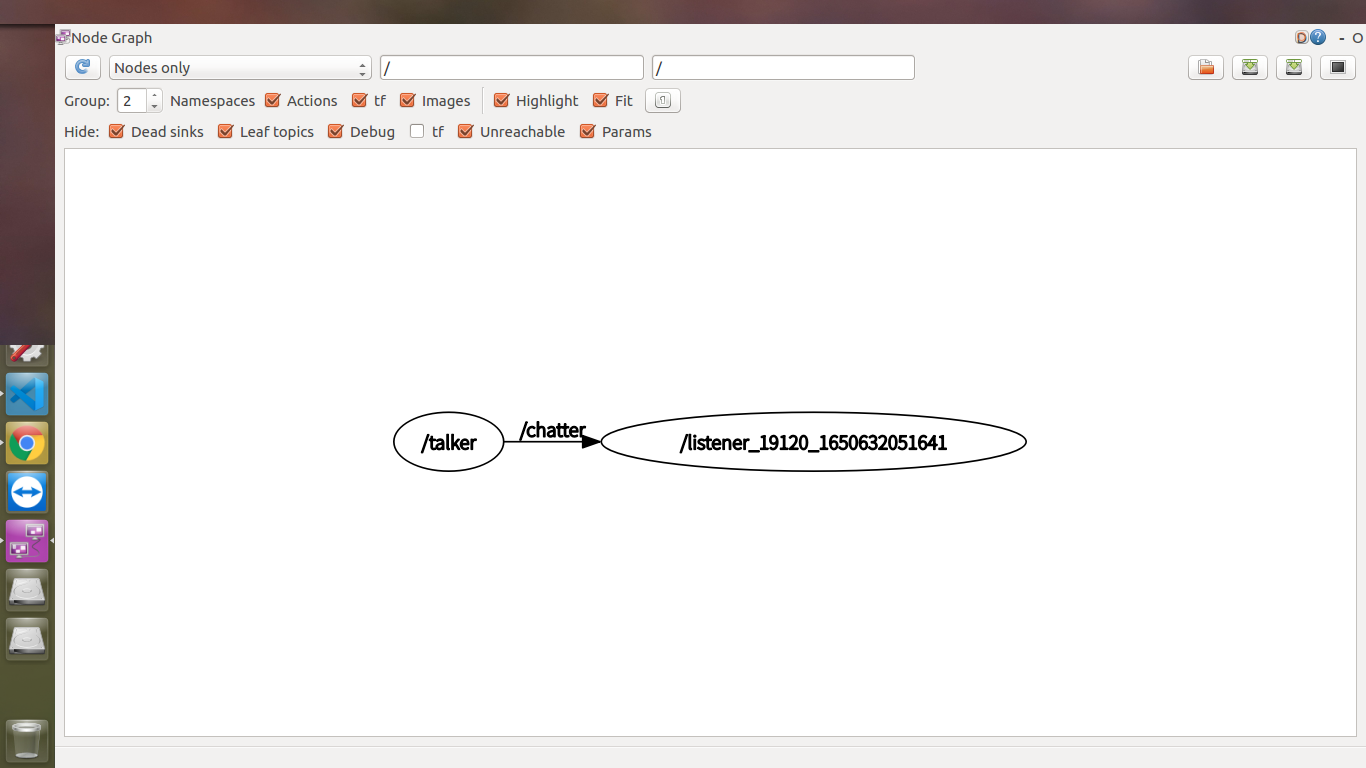 Node Graph
D ? - O
Nodes only / /
Group: 2 Namespaces Actions tf Images Highlight Fit
Hide: Dead sinks Leaf topics Debug tf Unreachable Params
/talker /chatter /listener_19120_1650632051641